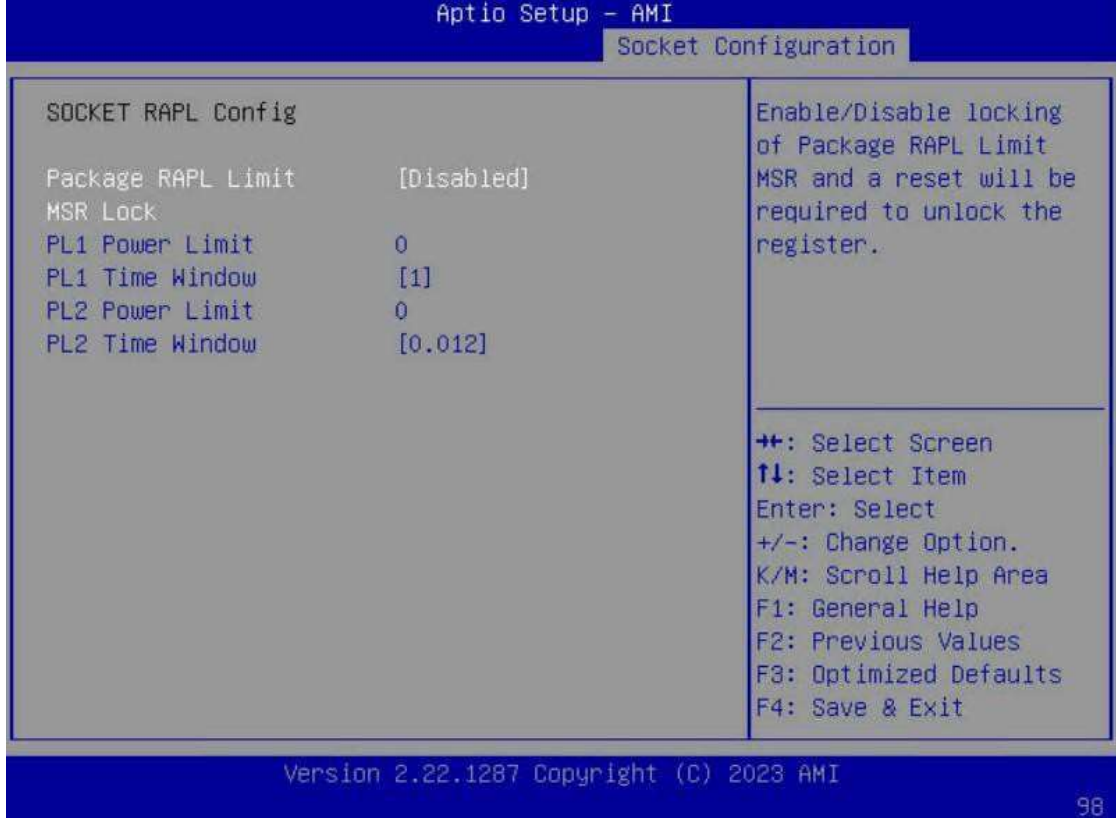 Aptio Setup – AMI
Socket Configuration
SOCKET RAPL Config
Package RAPL Limit [Disabled]
MSR Lock
PL1 Power Limit 0
PL1 Time Window [1]
PL2 Power Limit 0
PL2 Time Window [0.012]
Enable/Disable locking
of Package RAPL Limit
MSR and a reset will be
required to unlock the
register.
→←: Select Screen
↑↓: Select Item
Enter: Select
+/-: Change Option.
K/M: Scroll Help Area
F1: General Help
F2: Previous Values
F3: Optimized Defaults
F4: Save & Exit
Version 2.22.1287 Copyright (C) 2023 AMI
98